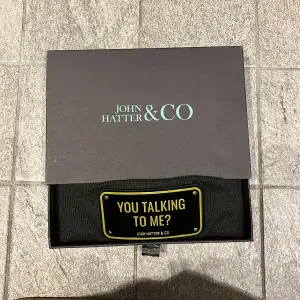 JOHN
HATTER &CO
YOU TALKING
TO ME?
JOHN HATTER & CO